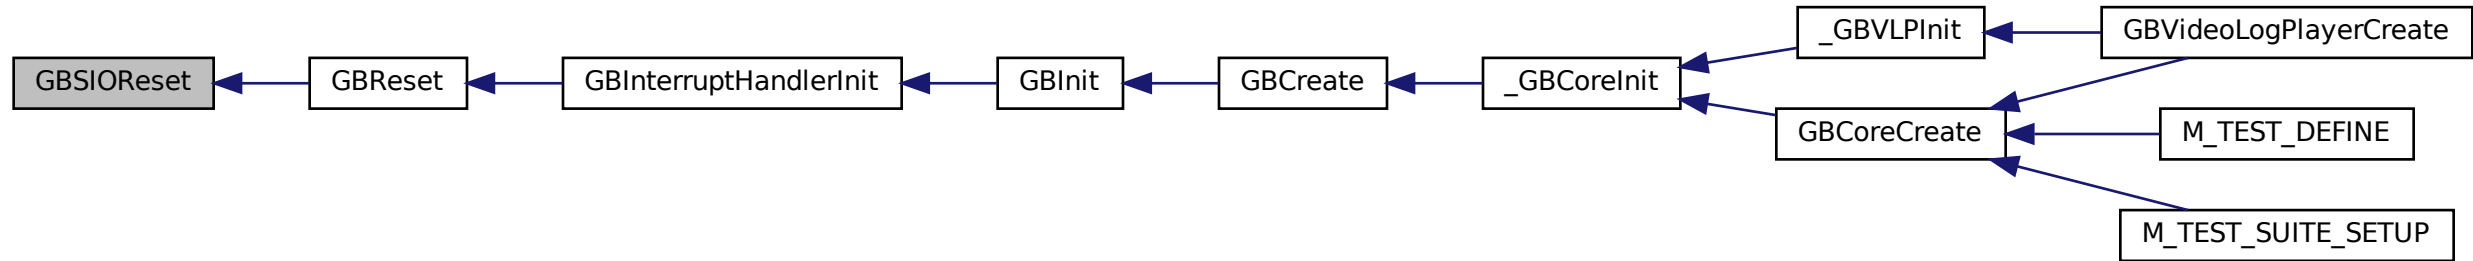 GBSIOReset
GBReset
GBInterruptHandlerInit
GBInit
GBCreate
_GBCoreInit
_GBVLPInit
GBVideoLogPlayerCreate
GBCoreCreate
M_TEST_DEFINE
M_TEST_SUITE_SETUP